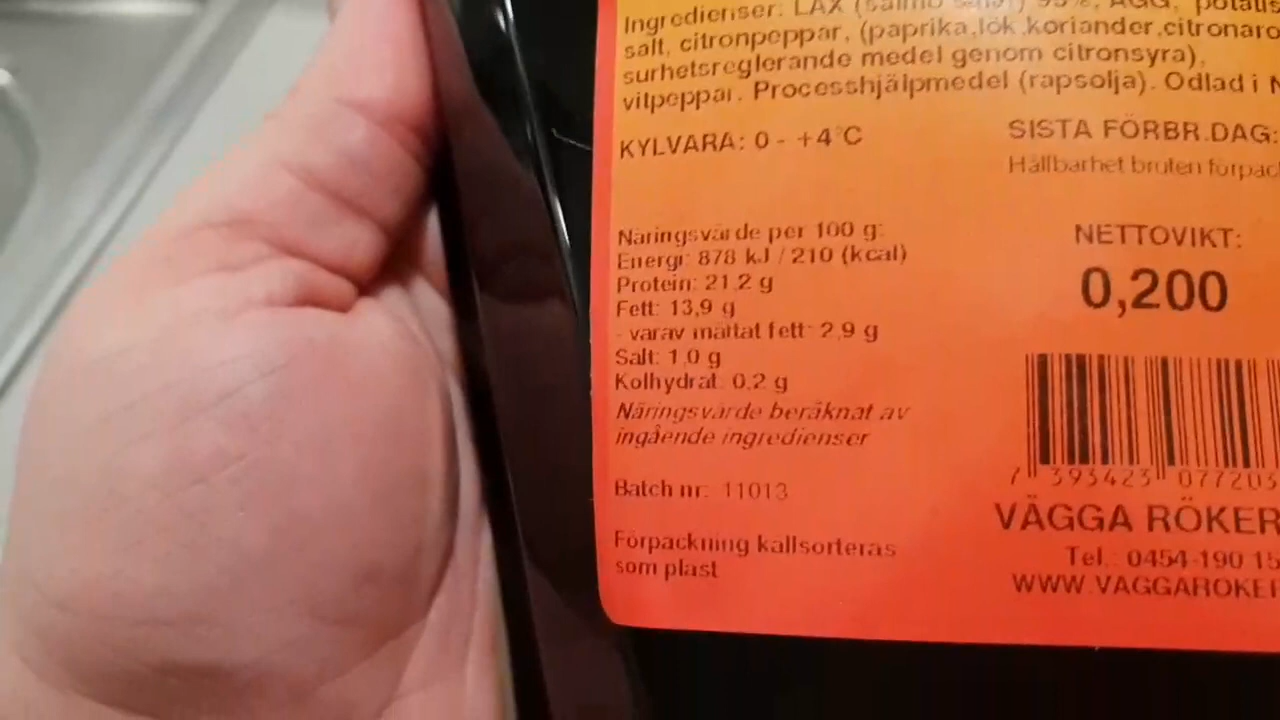 Ingredienser: LAX (salmo salar) 95%, ÄGG, potatis
salt, citronpeppar, (paprika,lök,koriander,citronaro
surhetsreglerande medel genom citronsyra),
vitpeppar. Processhjälpmedel (rapsolja). Odlad i N
KYLVARA: 0 - +4°C
SISTA FÖRBR.DAG:
Hållbarhet bruten förpac
Näringsvärde per 100 g:
Energi: 878 kJ / 210 (kcal)
Protein: 21,2 g
Fett: 13,9 g
- varav mättat fett: 2,9 g
Salt: 1,0 g
Kolhydrat: 0,2 g
Näringsvärde beräknat av
ingående ingredienser
NETTOVIKT:
0,200
7 393423 077203
Batch nr: 11013
VÄGGA RÖKER
Tel.: 0454-190 15
WWW.VAGGAROKER
Förpackning kallsorteras
som plast